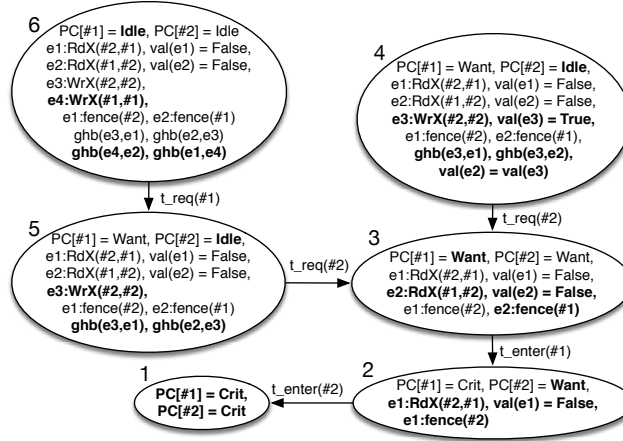 6
PC[#1] = Idle, PC[#2] = Idle
e1:RdX(#2,#1), val(e1) = False,
e2:RdX(#1,#2), val(e2) = False,
e3:WrX(#2,#2),
e4:WrX(#1,#1),
e1:fence(#2), e2:fence(#1)
ghb(e3,e1), ghb(e2,e3)
ghb(e4,e2), ghb(e1,e4)
4
PC[#1] = Want, PC[#2] = Idle,
e1:RdX(#2,#1), val(e1) = False,
e2:RdX(#1,#2), val(e2) = False,
e3:WrX(#2,#2), val(e3) = True,
e1:fence(#2), e2:fence(#1),
ghb(e3,e1), ghb(e3,e2),
val(e2) = val(e3)
t_req(#1)
t_req(#2)
5
PC[#1] = Want, PC[#2] = Idle,
e1:RdX(#2,#1), val(e1) = False,
e2:RdX(#1,#2), val(e2) = False,
e3:WrX(#2,#2),
e1:fence(#2), e2:fence(#1)
ghb(e3,e1), ghb(e2,e3)
t_req(#2)
3
PC[#1] = Want, PC[#2] = Want,
e1:RdX(#2,#1), val(e1) = False,
e2:RdX(#1,#2), val(e2) = False,
e1:fence(#2), e2:fence(#1)
t_enter(#1)
1
PC[#1] = Crit,
PC[#2] = Crit
t_enter(#2)
2
PC[#1] = Crit, PC[#2] = Want,
e1:RdX(#2,#1), val(e1) = False,
e1:fence(#2)